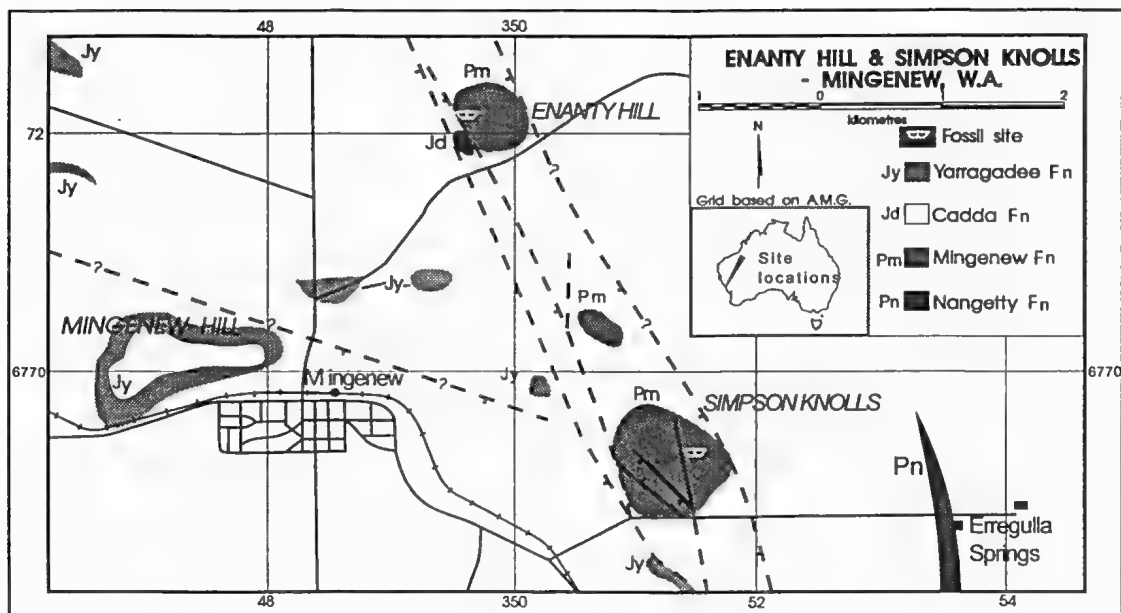 48
350
Jy
Pm
ENANTY HILL & SIMPSON KNOLLS
- MINGENEW, W.A.
1
0
1
2
kilometres
N
Fossil site
Jy
Yarragadee Fn
Grid based on A.M.G.
Jd
Cadda Fn
Site
locations
Pm
Mingenew Fn
Pn
Nangetty Fn
72
ENANTY HILL
Jd
?
Jy
?
Jy
Pm
?
MINGENEW HILL
?
6770
Jy
Mingenew
?
Jy
6770
Pm
SIMPSON KNOLLS
Pn
Erregulla
Springs
Jy
48
350
52
54